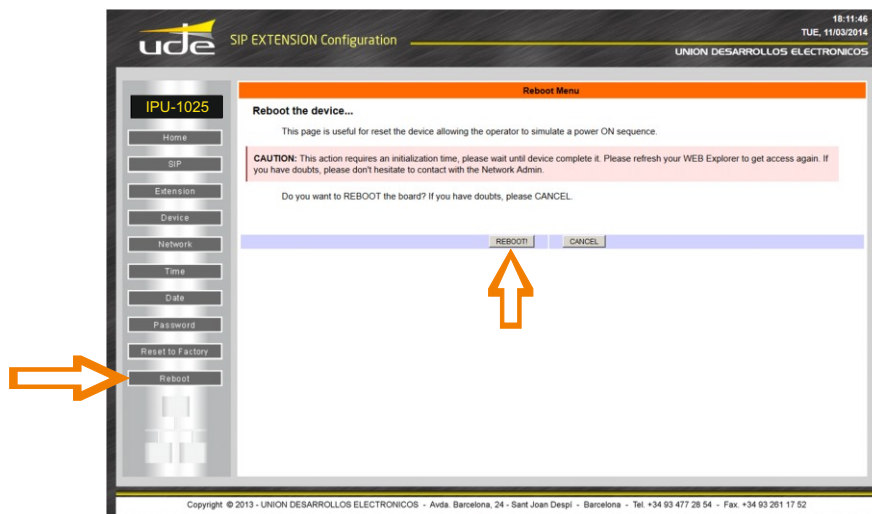 18:11:46
TUE, 11/03/2014
ude
SIP EXTENSION Configuration
UNION DESARROLLOS ELECTRONICOS
IPU-1025
Home
SIP
Extension
Device
Network
Time
Date
Password
Reset to Factory
Reboot
Reboot Menu
Reboot the device...
This page is useful for reset the device allowing the operator to simulate a power ON sequence.
CAUTION: This action requires an initialization time, please wait until device complete it. Please refresh your WEB Explorer to get access again. If
you have doubts, please don't hesitate to contact with the Network Admin.
Do you want to REBOOT the board? If you have doubts, please CANCEL.
REBOOT! CANCEL
Copyright © 2013 - UNION DESARROLLOS ELECTRONICOS - Avda. Barcelona, 24 - Sant Joan Despí - Barcelona - Tel. +34 93 477 28 54 - Fax. +34 93 261 17 52